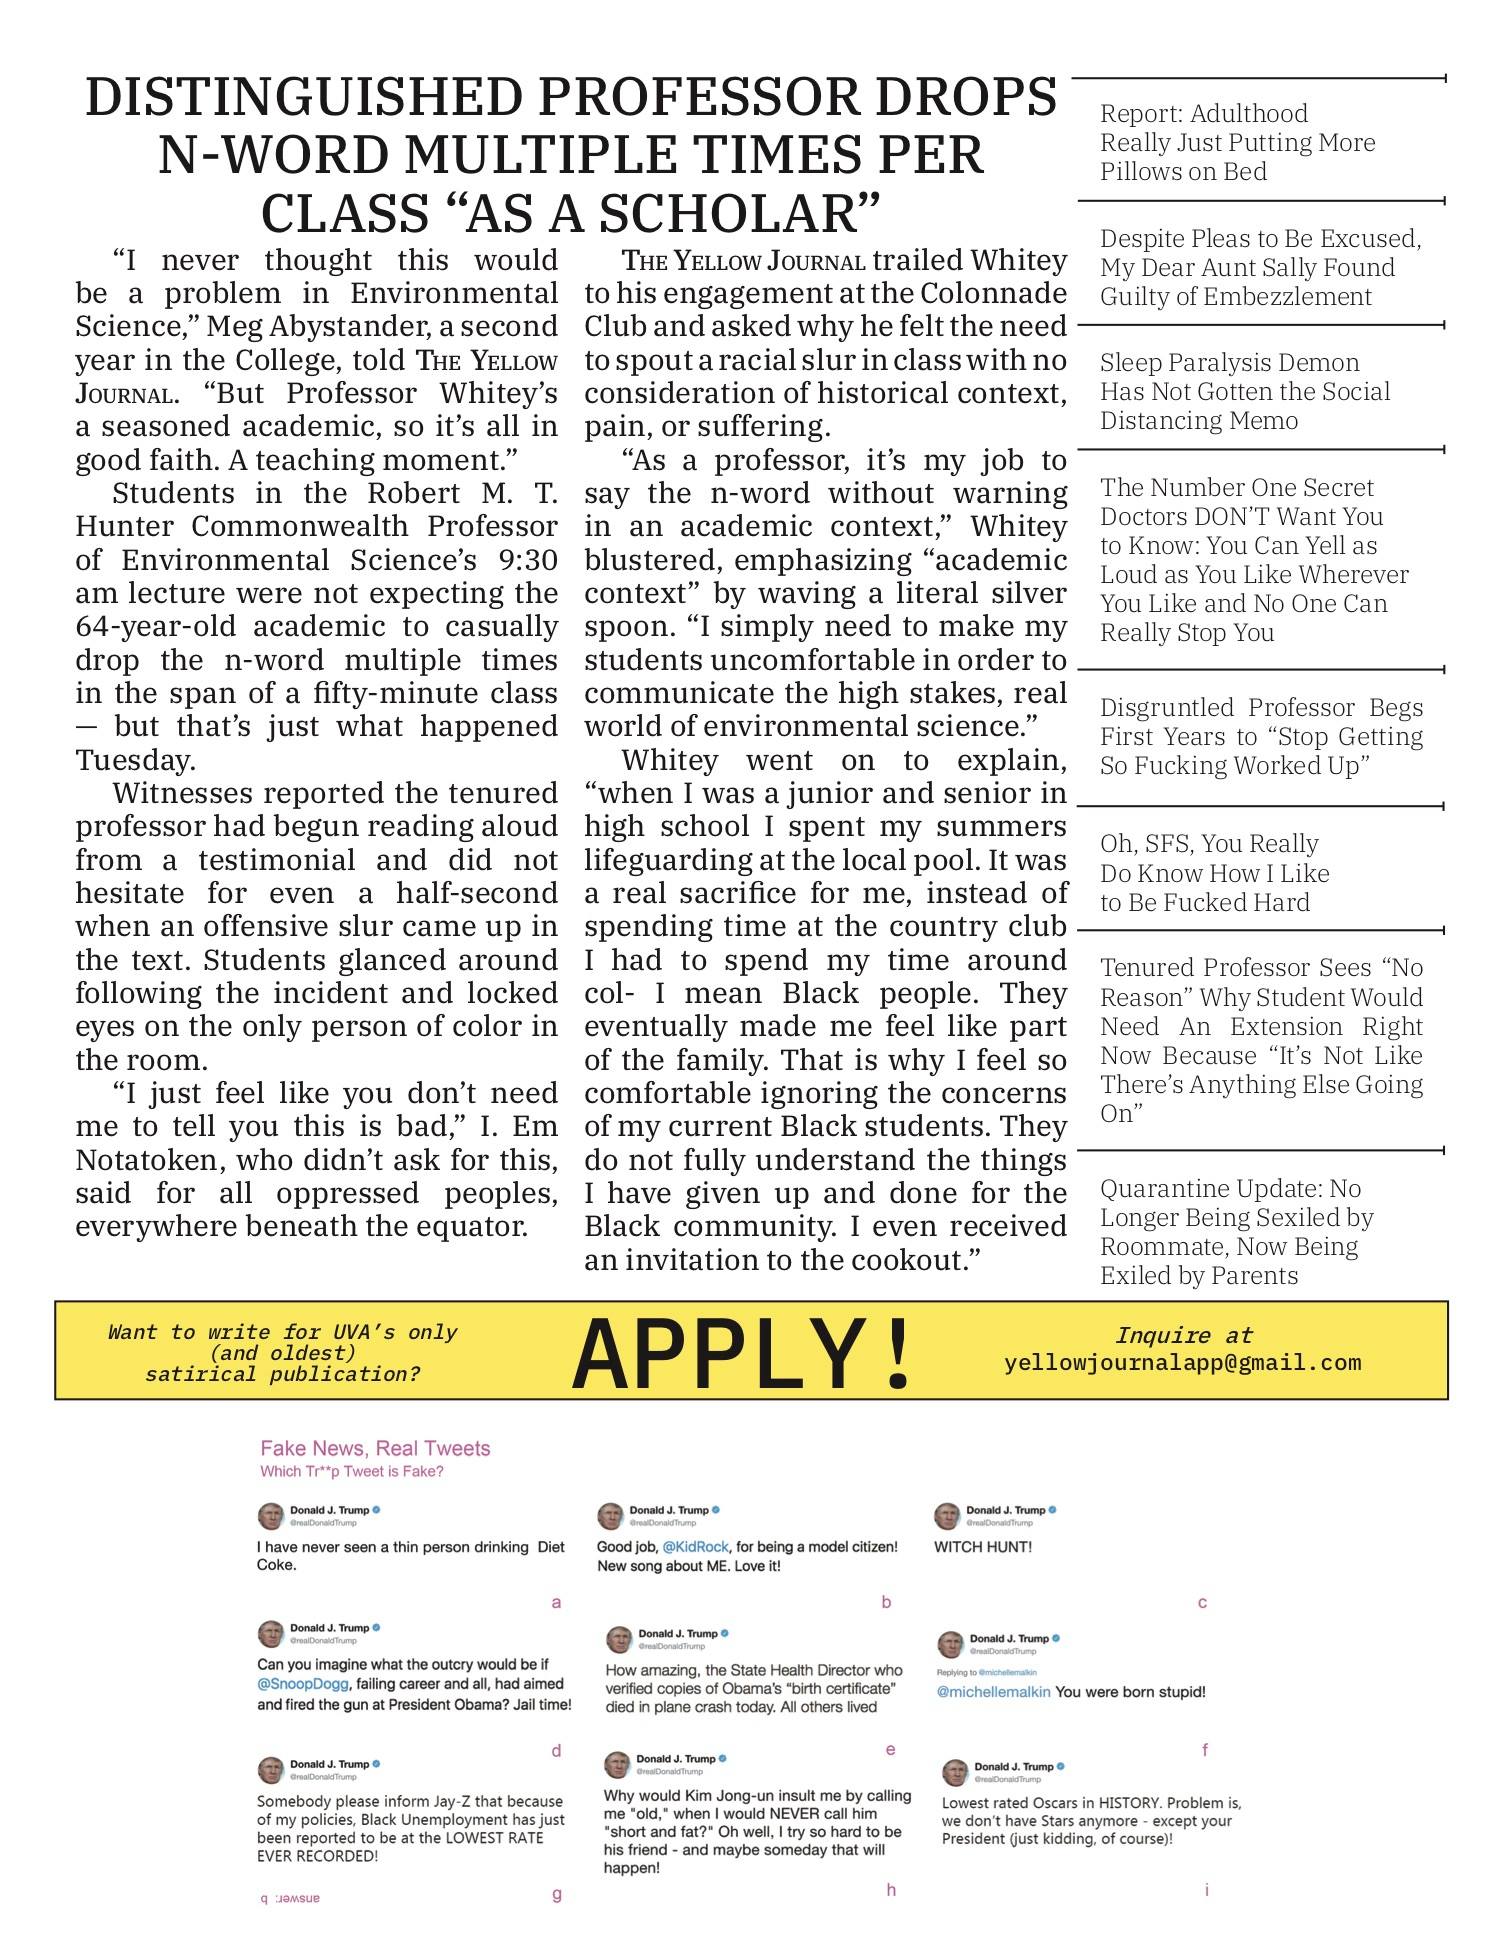 DISTINGUISHED PROFESSOR DROPS
N-WORD MULTIPLE TIMES PER
CLASS “AS A SCHOLAR”
“I never thought this would
be a problem in Environmental
Science,” Meg Abystander, a second
year in the College, told THE YELLOW
JOURNAL. “But Professor Whitey’s
a seasoned academic, so it’s all in
good faith. A teaching moment.”
Students in the Robert M. T.
Hunter Commonwealth Professor
of Environmental Science’s 9:30
am lecture were not expecting the
64-year-old academic to casually
drop the n-word multiple times
in the span of a fifty-minute class
— but that’s just what happened
Tuesday.
Witnesses reported the tenured
professor had begun reading aloud
from a testimonial and did not
hesitate for even a half-second
when an offensive slur came up in
the text. Students glanced around
following the incident and locked
eyes on the only person of color in
the room.
“I just feel like you don’t need
me to tell you this is bad,” I. Em
Notatoken, who didn’t ask for this,
said for all oppressed peoples,
everywhere beneath the equator.
THE YELLOW JOURNAL trailed Whitey
to his engagement at the Colonnade
Club and asked why he felt the need
to spout a racial slur in class with no
consideration of historical context,
pain, or suffering.
“As a professor, it’s my job to
say the n-word without warning
in an academic context,” Whitey
blustered, emphasizing “academic
context” by waving a literal silver
spoon. “I simply need to make my
students uncomfortable in order to
communicate the high stakes, real
world of environmental science.”
Whitey went on to explain,
“when I was a junior and senior in
high school I spent my summers
lifeguarding at the local pool. It was
a real sacrifice for me, instead of
spending time at the country club
I had to spend my time around
col- I mean Black people. They
eventually made me feel like part
of the family. That is why I feel so
comfortable ignoring the concerns
of my current Black students. They
do not fully understand the things
I have given up and done for the
Black community. I even received
an invitation to the cookout.”
Report: Adulthood
Really Just Putting More
Pillows on Bed
Despite Pleas to Be Excused,
My Dear Aunt Sally Found
Guilty of Embezzlement
Sleep Paralysis Demon
Has Not Gotten the Social
Distancing Memo
The Number One Secret
Doctors DON’T Want You
to Know: You Can Yell as
Loud as You Like Wherever
You Like and No One Can
Really Stop You
Disgruntled Professor Begs
First Years to “Stop Getting
So Fucking Worked Up”
Oh, SFS, You Really
Do Know How I Like
to Be Fucked Hard
Tenured Professor Sees “No
Reason” Why Student Would
Need An Extension Right
Now Because “It’s Not Like
There’s Anything Else Going
On”
Quarantine Update: No
Longer Being Sexiled by
Roommate, Now Being
Exiled by Parents
Want to write for UVA’s only
(and oldest)
satirical publication?
APPLY!
Inquire at
yellowjournalapp@gmail.com
Fake News, Real Tweets
Which Tr**p Tweet is Fake?
Donald J. Trump
@realDonaldTrump
I have never seen a thin person drinking Diet
Coke.
a
Donald J. Trump
@realDonaldTrump
Good job, @KidRock, for being a model citizen!
New song about ME. Love it!
b
Donald J. Trump
@realDonaldTrump
WITCH HUNT!
c
Donald J. Trump
@realDonaldTrump
Can you imagine what the outcry would be if
@SnoopDogg, failing career and all, had aimed
and fired the gun at President Obama? Jail time!
d
Donald J. Trump
@realDonaldTrump
How amazing, the State Health Director who
verified copies of Obama’s “birth certificate”
died in plane crash today. All others lived
e
Donald J. Trump
@realDonaldTrump
Replying to @michellemalkin
@michellemalkin You were born stupid!
f
Donald J. Trump
@realDonaldTrump
Somebody please inform Jay-Z that because
of my policies, Black Unemployment has just
been reported to be at the LOWEST RATE
EVER RECORDED!
g
Donald J. Trump
@realDonaldTrump
Why would Kim Jong-un insult me by calling
me "old," when I would NEVER call him
"short and fat?" Oh well, I try so hard to be
his friend - and maybe someday that will
happen!
h
Donald J. Trump
@realDonaldTrump
Lowest rated Oscars in HISTORY. Problem is,
we don’t have Stars anymore - except your
President (just kidding, of course)!
i
answer: b